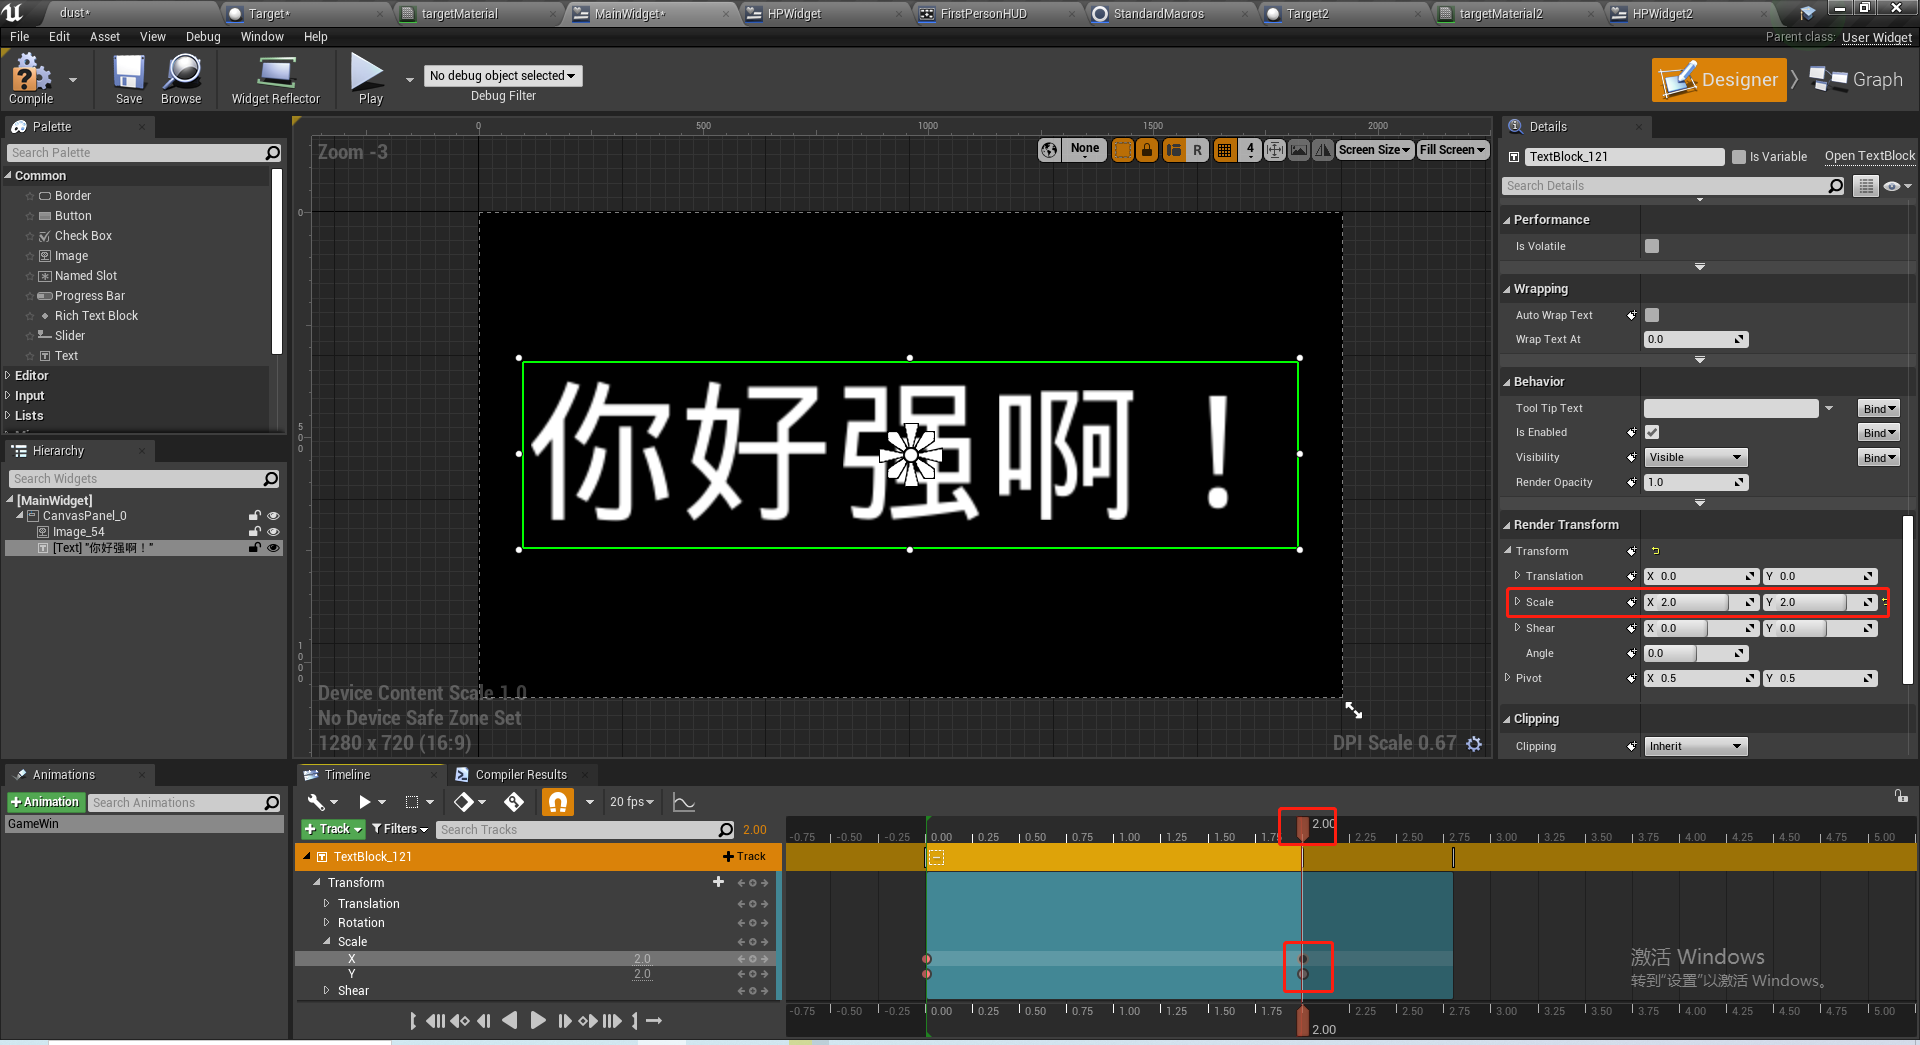 dust*
Target*
targetMaterial
MainWidget*
HPWidget
FirstPersonHUD
StandardMacros
Target2
targetMaterial2
HPWidget2
File Edit Asset View Debug Window Help
Parent class: User Widget
Compile
Save
Browse
Widget Reflector
Play
No debug object selected
Debug Filter
Designer
Graph
Palette
Search Palette
Common
Border
Button
Check Box
Image
Named Slot
Progress Bar
Rich Text Block
Slider
Text
Editor
Input
Lists
Hierarchy
Search Widgets
[MainWidget]
CanvasPanel_0
Image_54
[Text] "你好强啊！"
0 500 1000 1500 2000
Zoom -3
None
R
4
Screen Size
Fill Screen
0
500
1000
你好强啊！
Device Content Scale 1.0
No Device Safe Zone Set
1280 x 720 (16:9)
DPI Scale 0.67
Details
TextBlock_121
Is Variable
Open TextBlock
Search Details
Performance
Is Volatile
Wrapping
Auto Wrap Text
Wrap Text At 0.0
Behavior
Tool Tip Text Bind
Is Enabled Bind
Visibility Visible Bind
Render Opacity 1.0
Render Transform
Transform
Translation X 0.0 Y 0.0
Scale X 2.0 Y 2.0
Shear X 0.0 Y 0.0
Angle 0.0
Pivot X 0.5 Y 0.5
Clipping
Clipping Inherit
Animations
+Animation
Search Animations
GameWin
Timeline
Compiler Results
20 fps
+ Track
Filters
Search Tracks
2.00
TextBlock_121
+Track
Transform
Translation
Rotation
Scale
X 2.0
Y 2.0
Shear
2.00
-0.75 -0.50 -0.25 0.00 0.25 0.50 0.75 1.00 1.25 1.50 1.75 2.25 2.50 2.75 3.00 3.25 3.50 3.75 4.00 4.25 4.50 4.75 5.00
激活 Windows
转到"设置"以激活 Windows。
-0.75 -0.50 -0.25 0.00 0.25 0.50 0.75 1.00 1.25 1.50 1.75 2.25 2.50 2.75 3.00 3.25 3.50 3.75 4.00 4.25 4.50 4.75 5.00
2.00